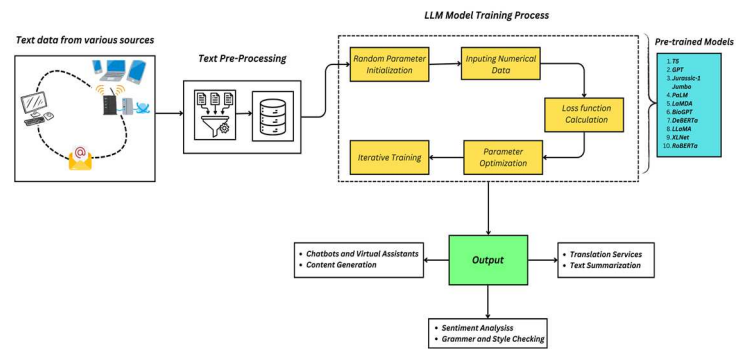 LLM Model Training Process
Text data from various sources
Text Pre-Processing
Random Parameter
Initialization
Inputing Numerical
Data
Loss function
Calculation
Parameter
Optimization
Iterative Training
Pre-trained Models
1. T5
2. GPT
3. Jurassic-1
Jumbo
4. PaLM
5. LaMDA
6. BioGPT
7. DeBERTa
8. LLaMA
9. XLNet
10. RoBERTa
@
Output
• Chatbots and Virtual Assistants
• Content Generation
• Translation Services
• Text Summarization
• Sentiment Analysiss
• Grammer and Style Checking